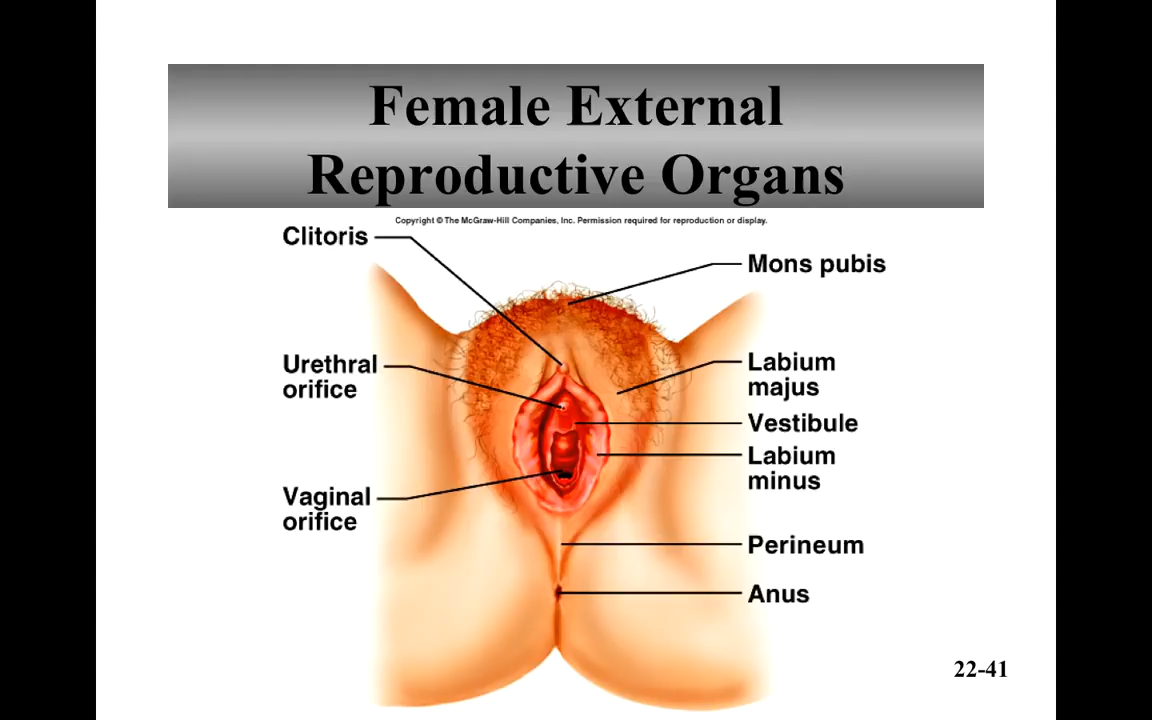 Female External
Reproductive Organs
Copyright © The McGraw-Hill Companies, Inc. Permission required for reproduction or display.
Clitoris
Mons pubis
Urethral
orifice
Labium
majus
Vestibule
Labium
minus
Vaginal
orifice
Perineum
Anus
22-41